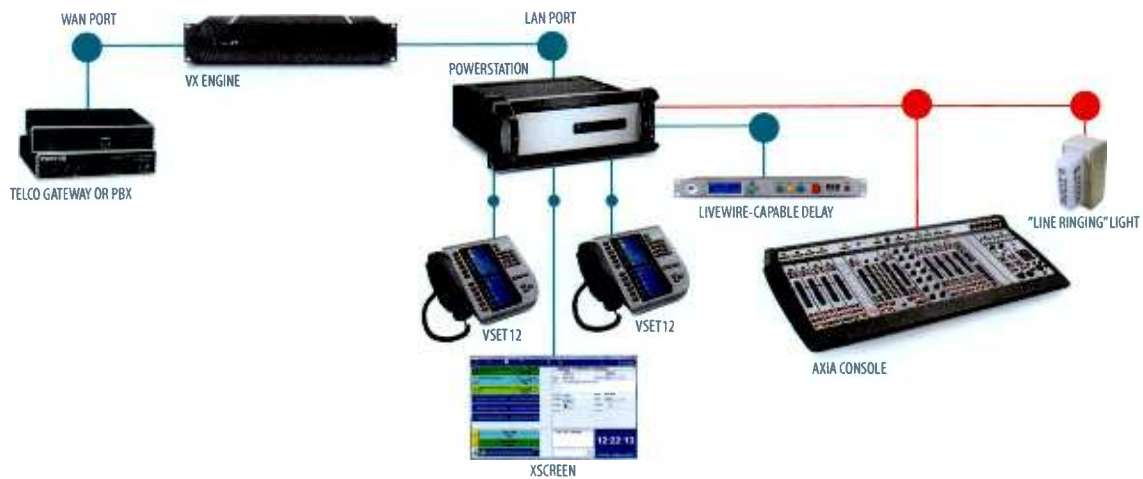 WAN PORT
LAN PORT
VX ENGINE
POWERSTATION
TELCO GATEWAY OR PBX
LIVEWIRE-CAPABLE DELAY
"LINE RINGING" LIGHT
VSET12
VSET12
AXIA CONSOLE
12:22:13
XSCREEN